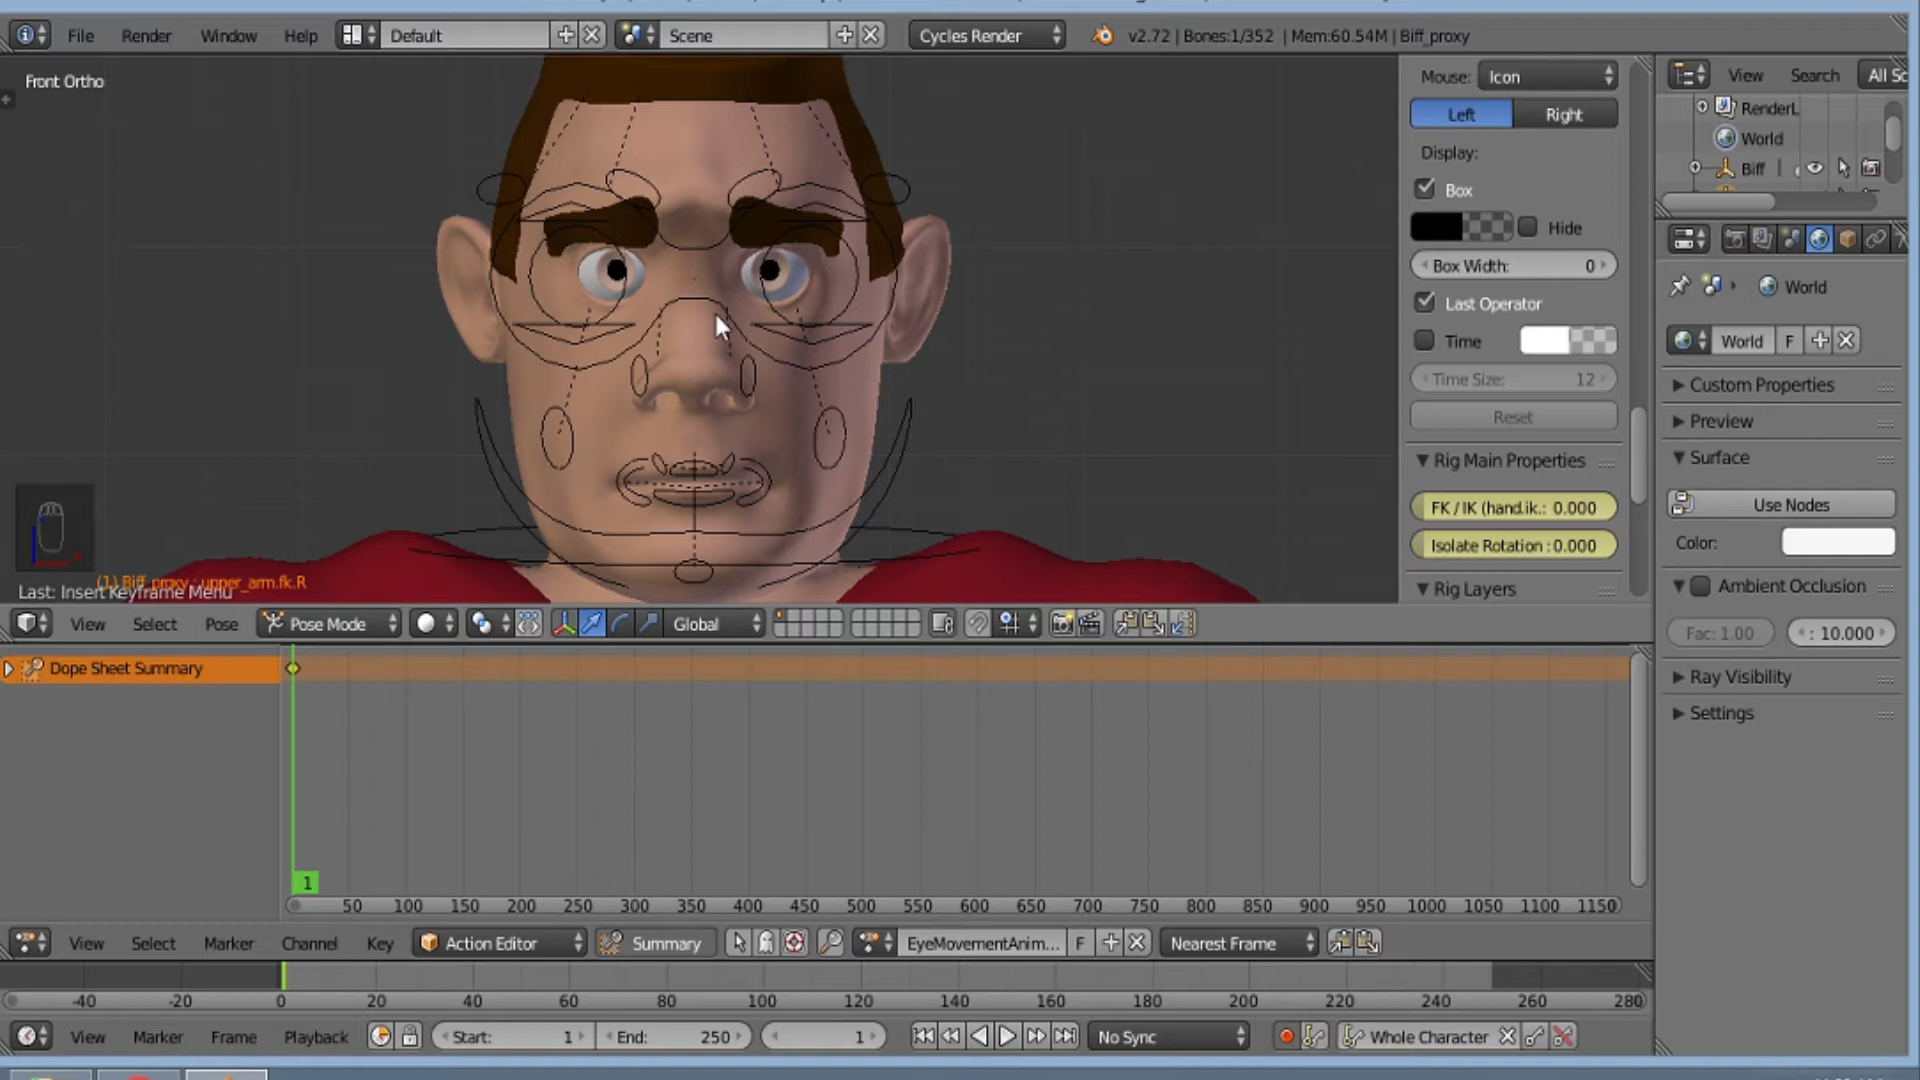 File Render Window Help Default Scene Cycles Render v2.72 | Bones:1/352 | Mem:60.54M | Biff_proxy
Front Ortho
Mouse: Icon
Left Right
Display:
Box
Hide
Box Width: 0
Last Operator
Time
Time Size: 12
Reset
Rig Main Properties
FK / IK (hand.ik.: 0.000
Isolate Rotation : 0.000
Rig Layers
View Search All Sc
RenderL
World
Biff
World
World F
Custom Properties
Preview
Surface
Use Nodes
Color:
Ambient Occlusion
Fac: 1.00 : 10.000
Ray Visibility
Settings
(1) Biff_proxy : upper_arm.fk.R
Last: Insert Keyframe Menu
View Select Pose Pose Mode Global
Dope Sheet Summary
1
50 100 150 200 250 300 350 400 450 500 550 600 650 700 750 800 850 900 950 1000 1050 1100 1150
View Select Marker Channel Key Action Editor Summary EyeMovementAnim... F Nearest Frame
-40 -20 0 20 40 60 80 100 120 140 160 180 200 220 240 260 280
View Marker Frame Playback Start: 1 End: 250 1 No Sync Whole Character